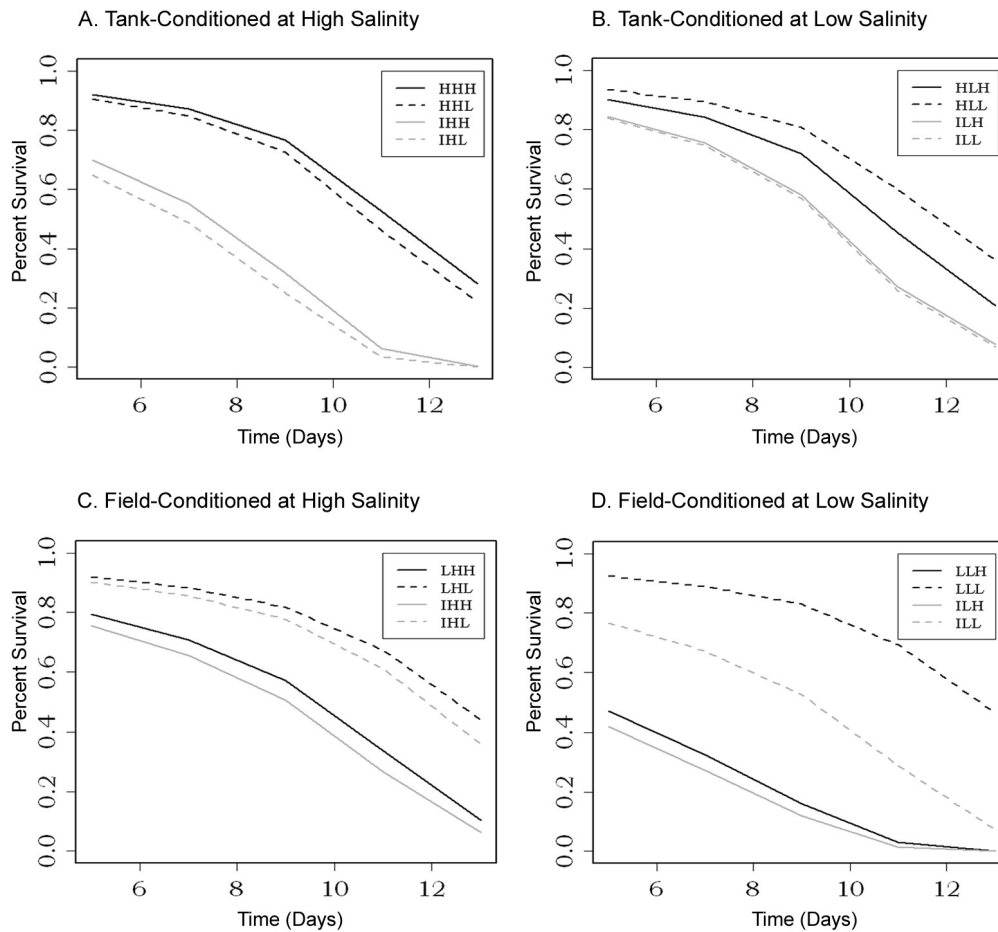 A. Tank-Conditioned at High Salinity
Percent Survival
0.0 0.2 0.4 0.6 0.8 1.0
HHH
HHL
IHH
IHL
6 8 10 12
Time (Days)
B. Tank-Conditioned at Low Salinity
Percent Survival
0.0 0.2 0.4 0.6 0.8 1.0
HLH
HLL
ILH
ILL
6 8 10 12
Time (Days)
C. Field-Conditioned at High Salinity
Percent Survival
0.0 0.2 0.4 0.6 0.8 1.0
LHH
LHL
IHH
IHL
6 8 10 12
Time (Days)
D. Field-Conditioned at Low Salinity
Percent Survival
0.0 0.2 0.4 0.6 0.8 1.0
LLH
LLL
ILH
ILL
6 8 10 12
Time (Days)